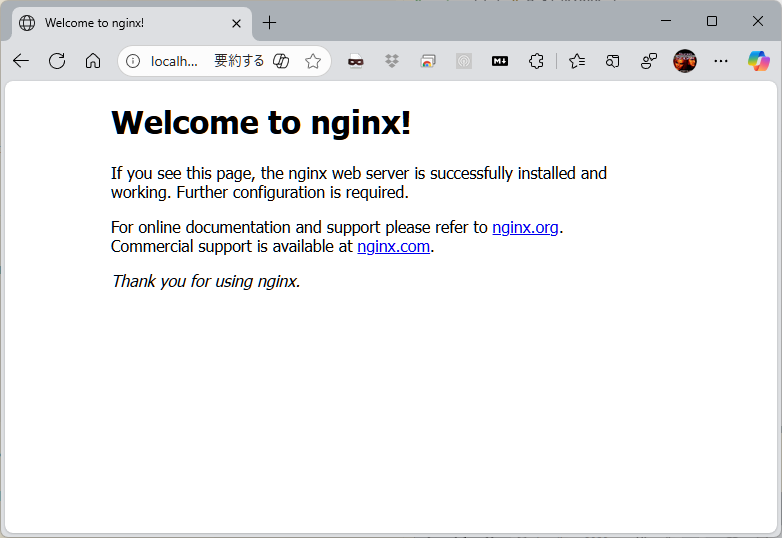 Welcome to nginx!
localh... 要約する
Welcome to nginx!
If you see this page, the nginx web server is successfully installed and
working. Further configuration is required.
For online documentation and support please refer to nginx.org.
Commercial support is available at nginx.com.
Thank you for using nginx.